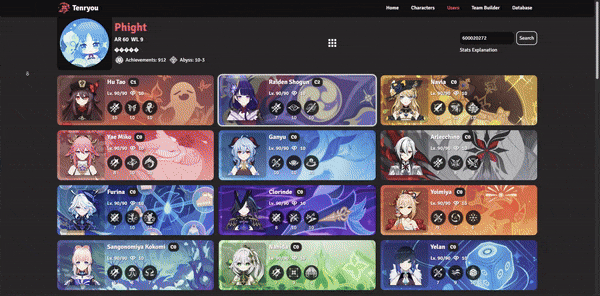 Tenryou
Home Characters Users Team Builder Database
Phight
AR 60 WL 9
Achievements: 912 Abyss: 10-3
600020272 Search
Stats Explanation
Hu Tao C1
Lv. 90/90 10
10 10 10
Raiden Shogun C2
Lv. 90/90 10
Navia C0
Lv. 90/90 10
Yae Miko C0
Lv. 90/90 10
Ganyu C0
Lv. 90/90 10
Arlecchino C0
Lv. 90/90 10
Furina C0
Lv. 90/90 10
Clorinde C0
Lv. 90/90 10
Yoimiya C0
Lv. 90/90 10
Sangonomiya Kokomi C0
Lv. 90/90 10
Nahida C0
Lv. 90/90 10
Yelan C0
Lv. 90/90 10